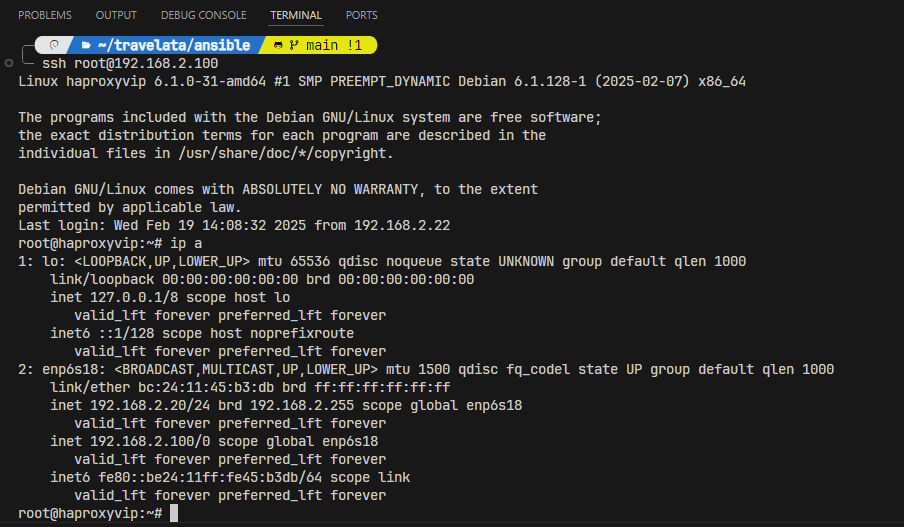 PROBLEMS OUTPUT DEBUG CONSOLE TERMINAL PORTS
~/travelata/ansible main !1
ssh root@192.168.2.100
Linux haproxyvip 6.1.0-31-amd64 #1 SMP PREEMPT_DYNAMIC Debian 6.1.128-1 (2025-02-07) x86_64

The programs included with the Debian GNU/Linux system are free software;
the exact distribution terms for each program are described in the
individual files in /usr/share/doc/*/copyright.

Debian GNU/Linux comes with ABSOLUTELY NO WARRANTY, to the extent
permitted by applicable law.
Last login: Wed Feb 19 14:08:32 2025 from 192.168.2.22
root@haproxyvip:~# ip a
1: lo: <LOOPBACK,UP,LOWER_UP> mtu 65536 qdisc noqueue state UNKNOWN group default qlen 1000
    link/loopback 00:00:00:00:00:00 brd 00:00:00:00:00:00
    inet 127.0.0.1/8 scope host lo
       valid_lft forever preferred_lft forever
    inet6 ::1/128 scope host noprefixroute
       valid_lft forever preferred_lft forever
2: enp6s18: <BROADCAST,MULTICAST,UP,LOWER_UP> mtu 1500 qdisc fq_codel state UP group default qlen 1000
    link/ether bc:24:11:45:b3:db brd ff:ff:ff:ff:ff:ff
    inet 192.168.2.20/24 brd 192.168.2.255 scope global enp6s18
       valid_lft forever preferred_lft forever
    inet 192.168.2.100/0 scope global enp6s18
       valid_lft forever preferred_lft forever
    inet6 fe80::be24:11ff:fe45:b3db/64 scope link
       valid_lft forever preferred_lft forever
root@haproxyvip:~#